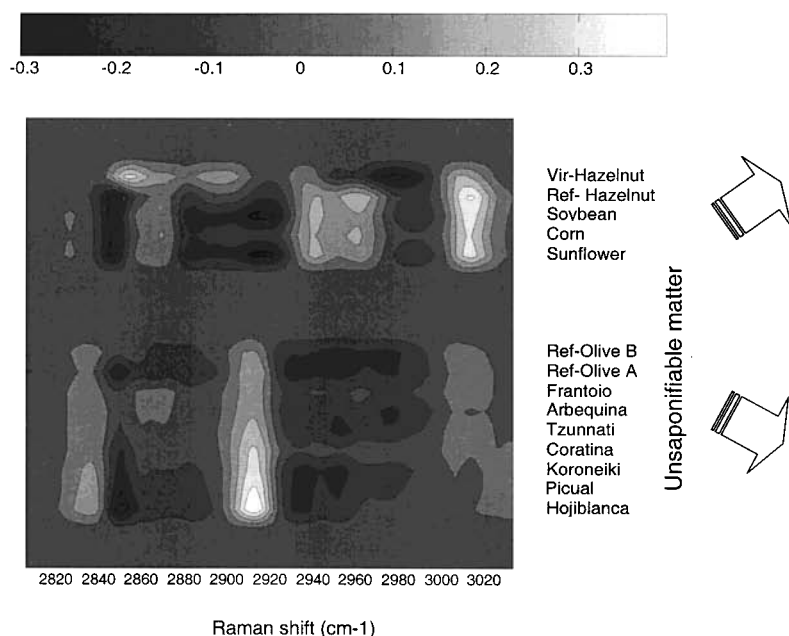 -0.3 -0.2 -0.1 0 0.1 0.2 0.3
Vir-Hazelnut
Ref- Hazelnut
Soybean
Corn
Sunflower
Ref-Olive B
Ref-Olive A
Frantoio
Arbequina
Tzunnati
Coratina
Koroneiki
Picual
Hojiblanca
Unsaponifiable matter
2820 2840 2860 2880 2900 2920 2940 2960 2980 3000 3020
Raman shift (cm-1)